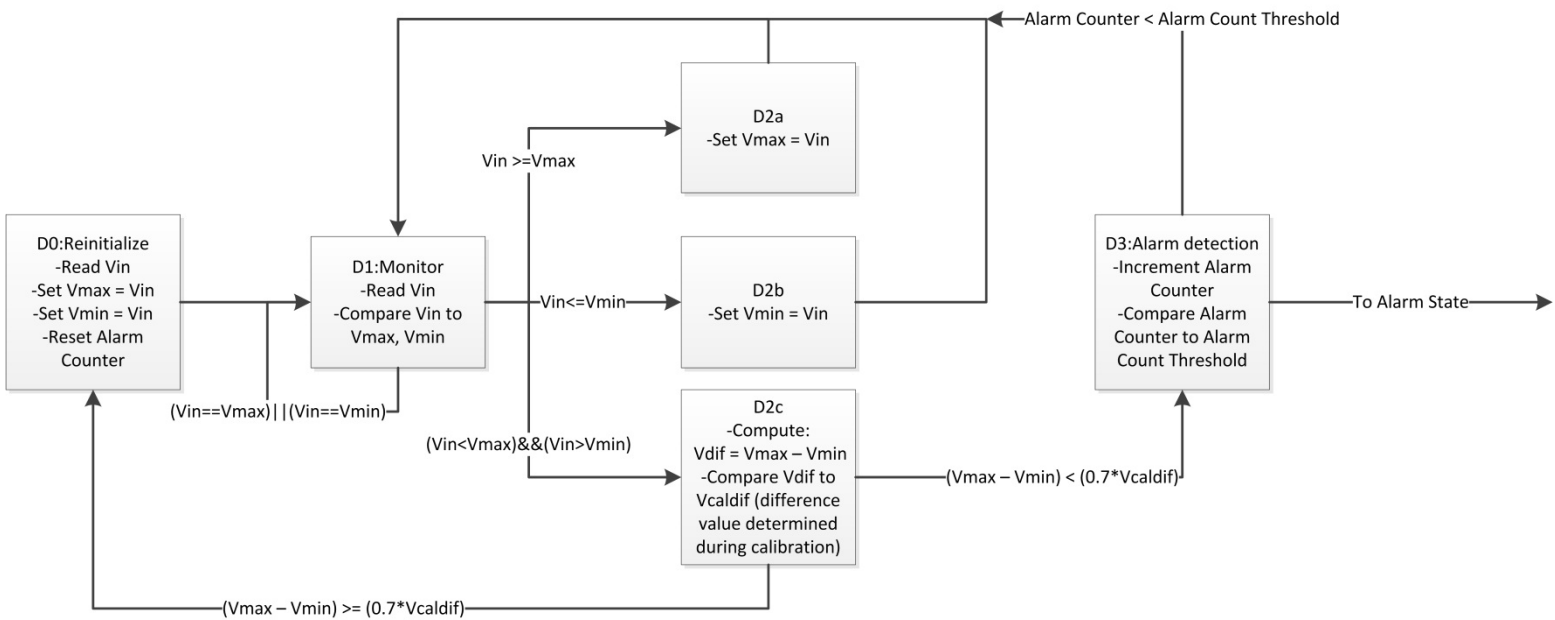 Alarm Counter < Alarm Count Threshold
D2a
-Set Vmax = Vin
Vin >=Vmax
D0:Reinitialize
-Read Vin
-Set Vmax = Vin
-Set Vmin = Vin
-Reset Alarm
Counter
D1:Monitor
-Read Vin
-Compare Vin to
Vmax, Vmin
(Vin==Vmax)||(Vin==Vmin)
Vin<=Vmin
D2b
-Set Vmin = Vin
(Vin<Vmax)&&(Vin>Vmin)
D2c
-Compute:
Vdif = Vmax – Vmin
-Compare Vdif to
Vcaldif (difference
value determined
during calibration)
(Vmax – Vmin) < (0.7*Vcaldif)
D3:Alarm detection
-Increment Alarm
Counter
-Compare Alarm
Counter to Alarm
Count Threshold
To Alarm State
(Vmax – Vmin) >= (0.7*Vcaldif)